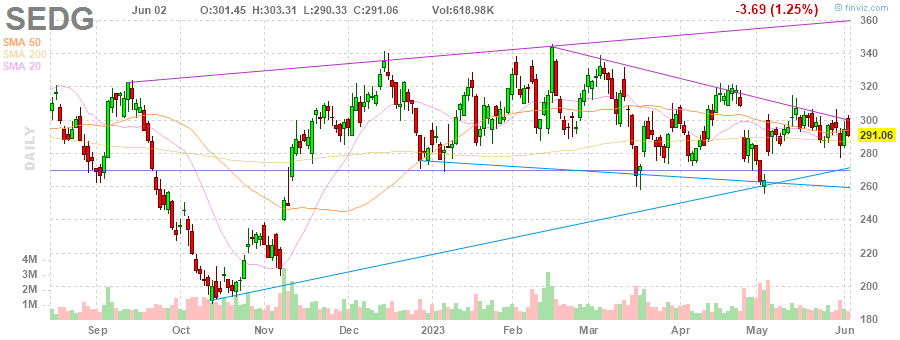 SEDG
Jun 02 O:301.45 H:303.31 L:290.33 C:291.06 Vol:618.98K -3.69 (1.25%)
© finviz.com
SMA 50
SMA 200
SMA 20
DAILY
360
340
320
300
291.06
280
260
240
220
200
180
4M
3M
2M
1M
Sep Oct Nov Dec 2023 Feb Mar Apr May Jun